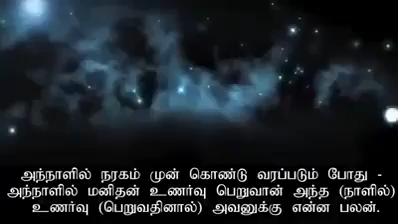 அந்நாளில் நரகம் முன் கொண்டு வரப்படும் போது -
அந்நாளில் மனிதன் உணர்வு பெறுவான் அந்த (நாளில்)
உணர்வு (பெறுவதினால்) அவனுக்கு என்ன பலன்.